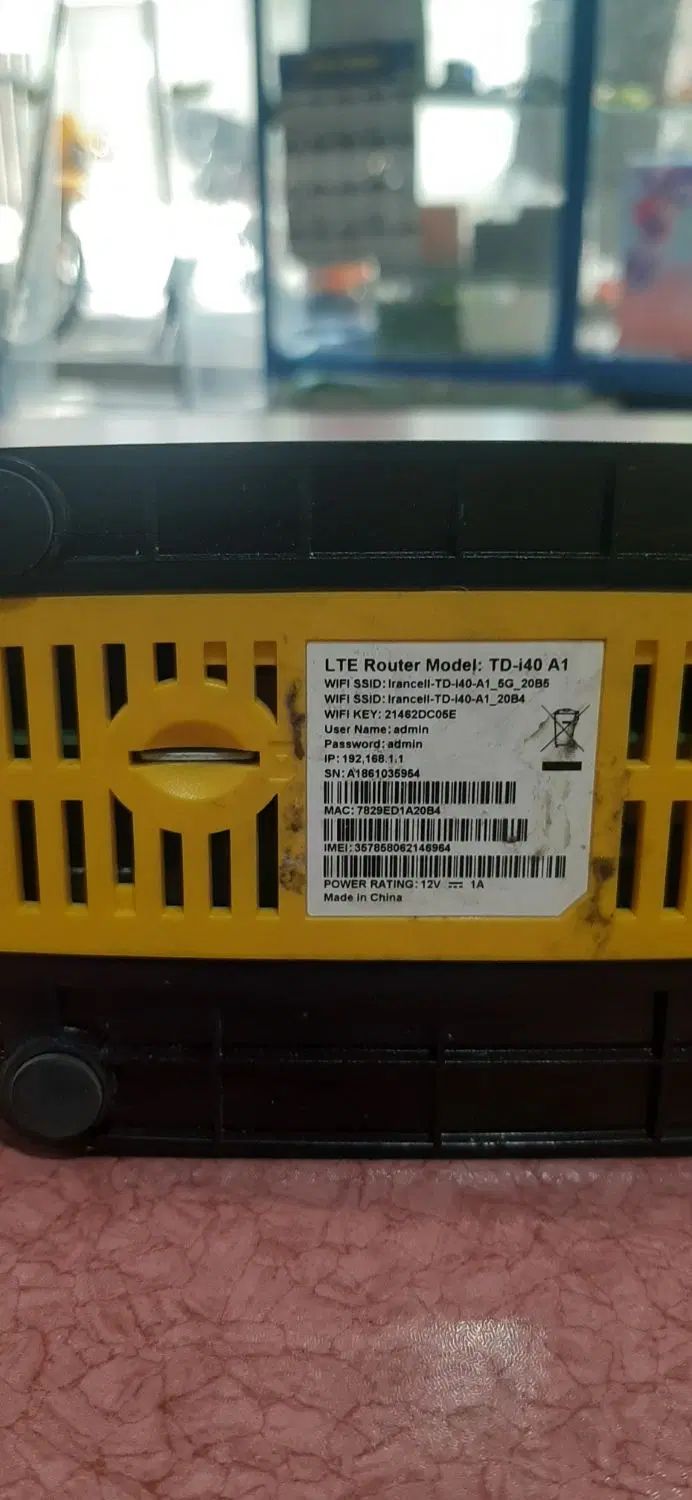 LTE Router Model: TD-i40 A1
WIFI SSID: Irancell-TD-i40-A1_5G_20B5
WIFI SSID: Irancell-TD-i40-A1_20B4
WIFI KEY: 21462DC05E
User Name: admin
Password: admin
IP: 192.168.1.1
SN: A1861035954
MAC: 7829ED1A20B4
IMEI: 357858062146964
POWER RATING: 12V ⎓ 1A
Made in China